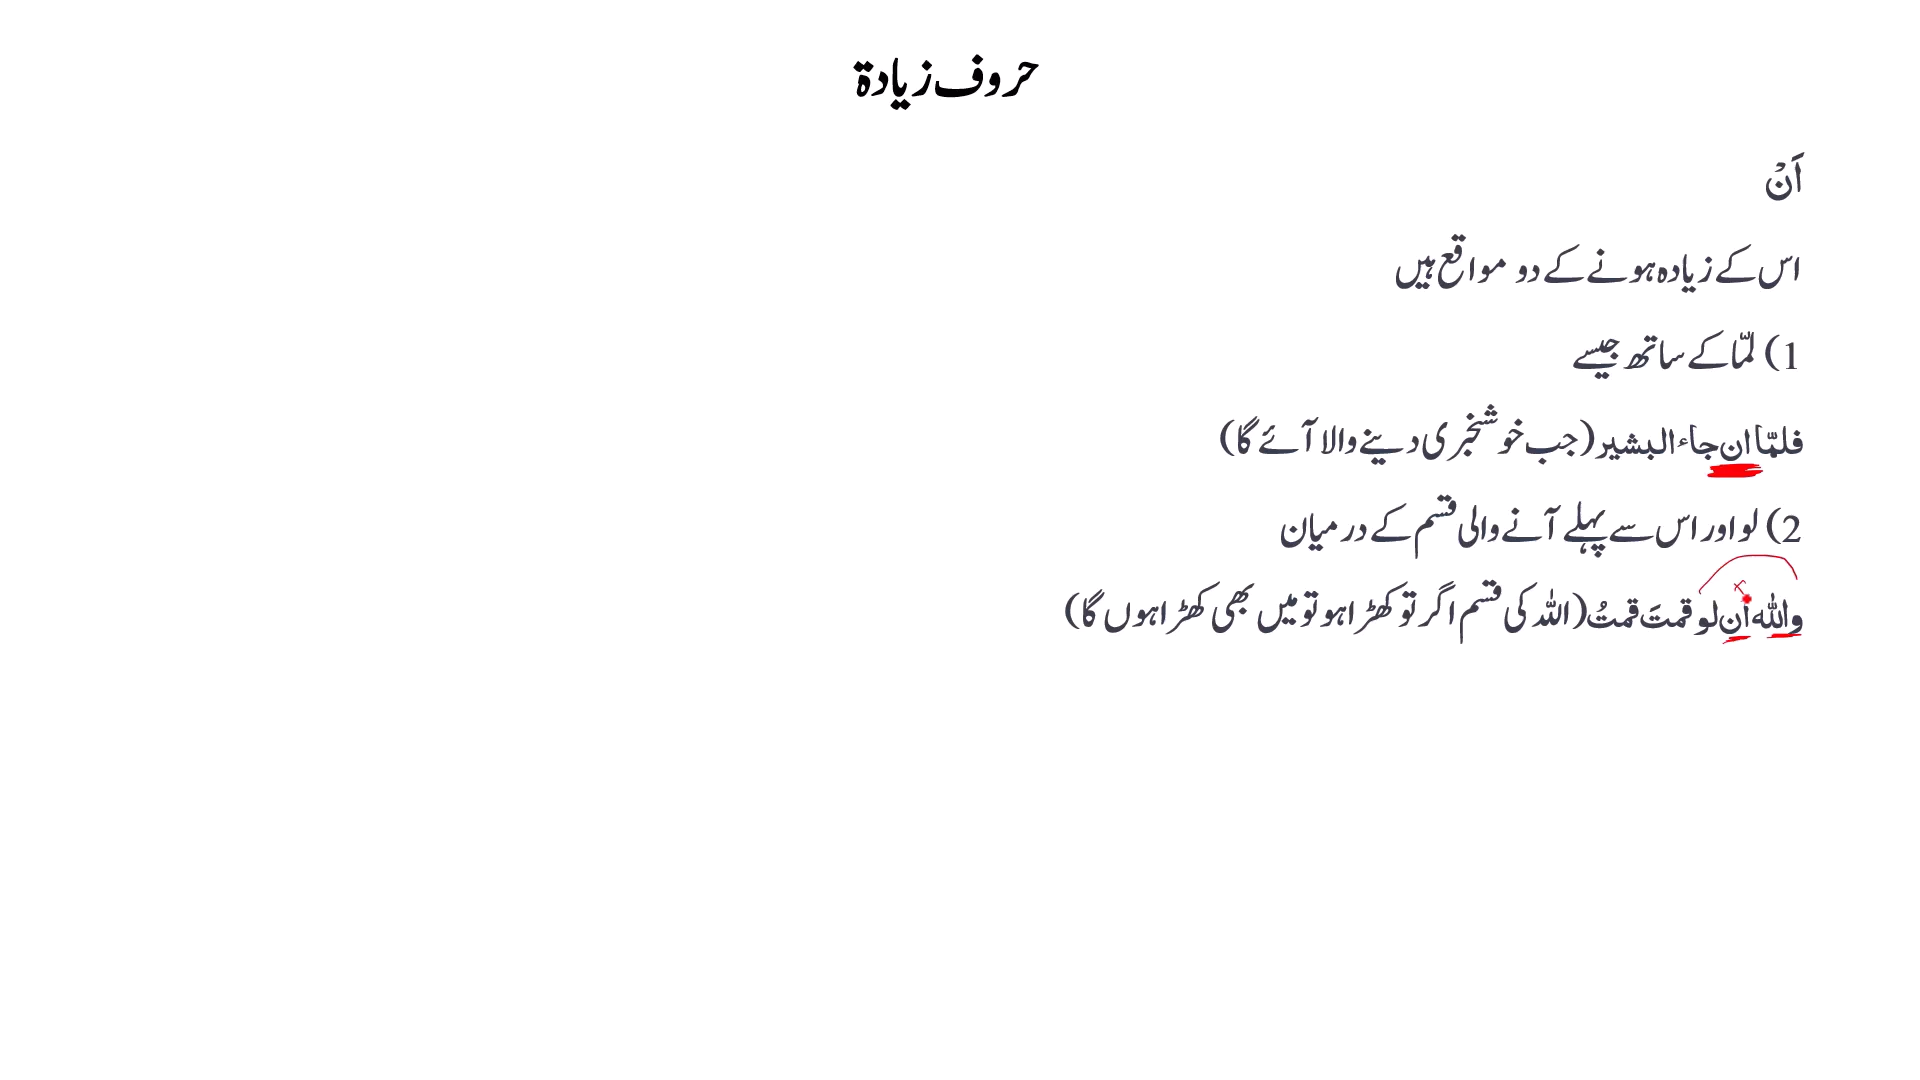 حروف زیادۃ
اَنْ
اس کے زیادہ ہونے کے دو مواقع ہیں
1) لمّا کے ساتھ جیسے
فلمّا ان جاء البشیر (جب خوشخبری دینے والا آئے گا)
2) لو اور اس سے پہلے آنے والی قسم کے درمیان
واللہ ان لو قمتَ قمتُ (اللہ کی قسم اگر تو کھڑا ہو تو میں بھی کھڑا ہوں گا)